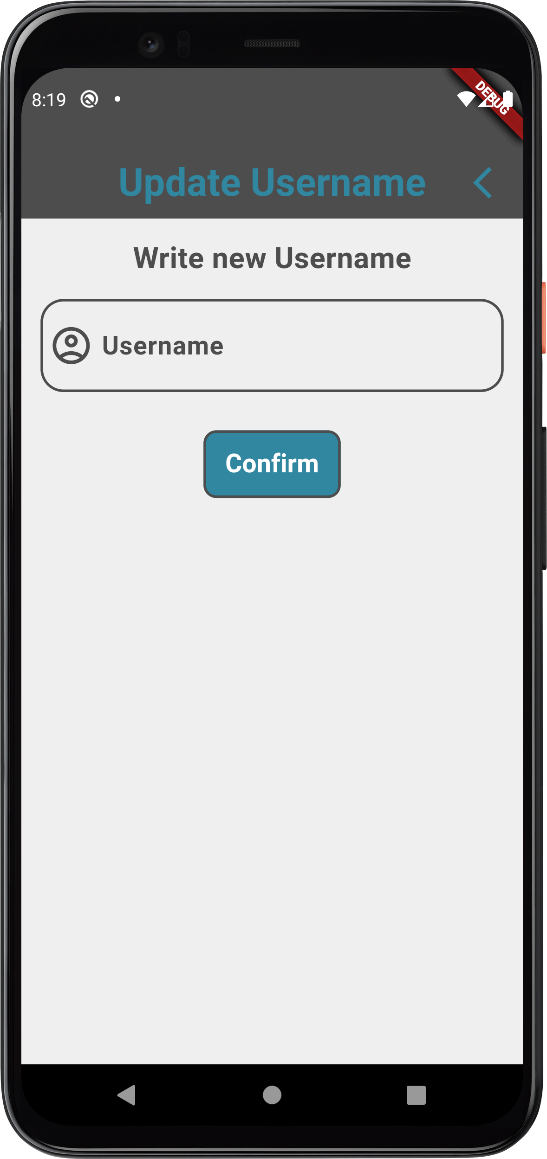 8:19
DEBUG
Update Username
Write new Username
Username
Confirm